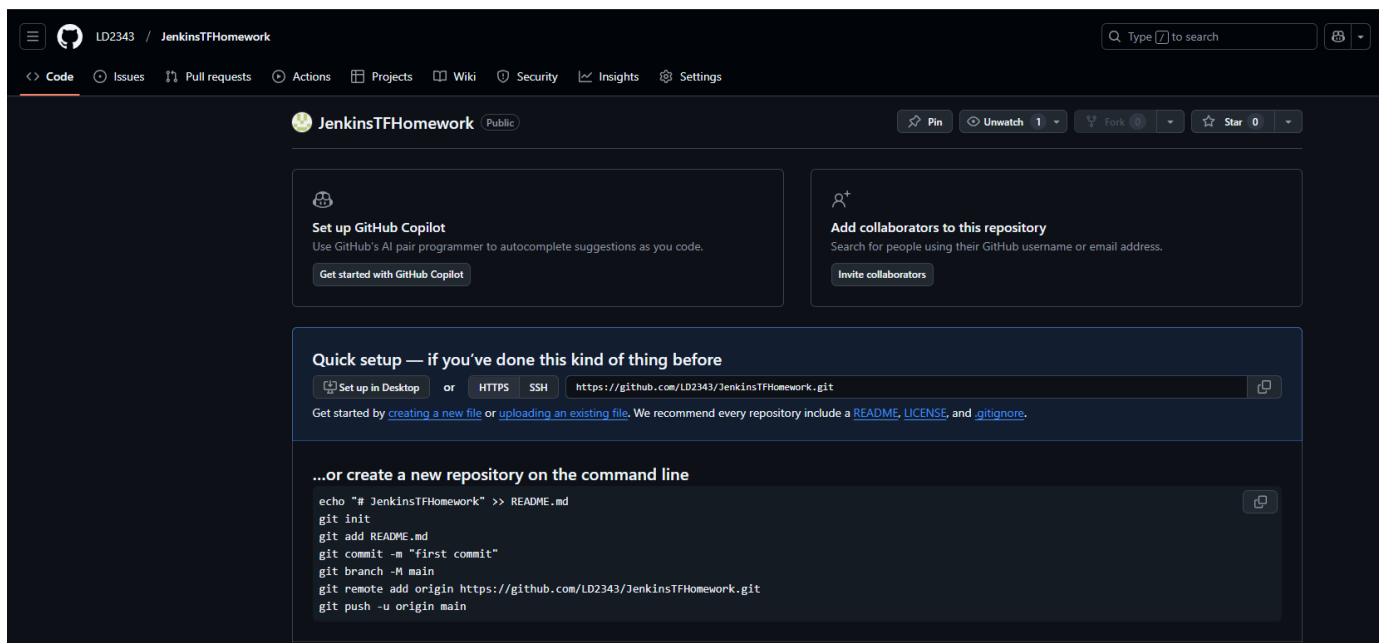 LD2343 / JenkinsTFHomework
Type / to search
Code Issues Pull requests Actions Projects Wiki Security Insights Settings
JenkinsTFHomework Public
Pin Unwatch 1 Fork 0 Star 0
Set up GitHub Copilot
Use GitHub's AI pair programmer to autocomplete suggestions as you code.
Get started with GitHub Copilot
Add collaborators to this repository
Search for people using their GitHub username or email address.
Invite collaborators
Quick setup — if you've done this kind of thing before
Set up in Desktop or HTTPS SSH https://github.com/LD2343/JenkinsTFHomework.git
Get started by creating a new file or uploading an existing file. We recommend every repository include a README, LICENSE, and .gitignore.
...or create a new repository on the command line
echo "# JenkinsTFHomework" >> README.md
git init
git add README.md
git commit -m "first commit"
git branch -M main
git remote add origin https://github.com/LD2343/JenkinsTFHomework.git
git push -u origin main